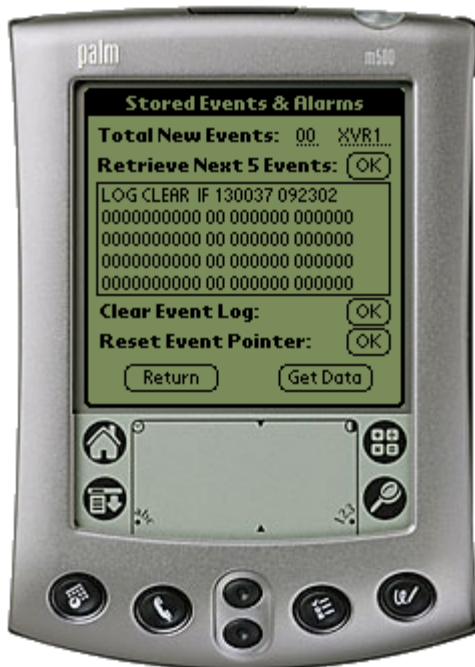 palm m500
Stored Events & Alarms
Total New Events: 00 XVR1
Retrieve Next 5 Events: OK
LOG CLEAR IF 130037 092302
0000000000 00 000000 000000
0000000000 00 000000 000000
0000000000 00 000000 000000
0000000000 00 000000 000000
Clear Event Log: OK
Reset Event Pointer: OK
Return Get Data
abc 123